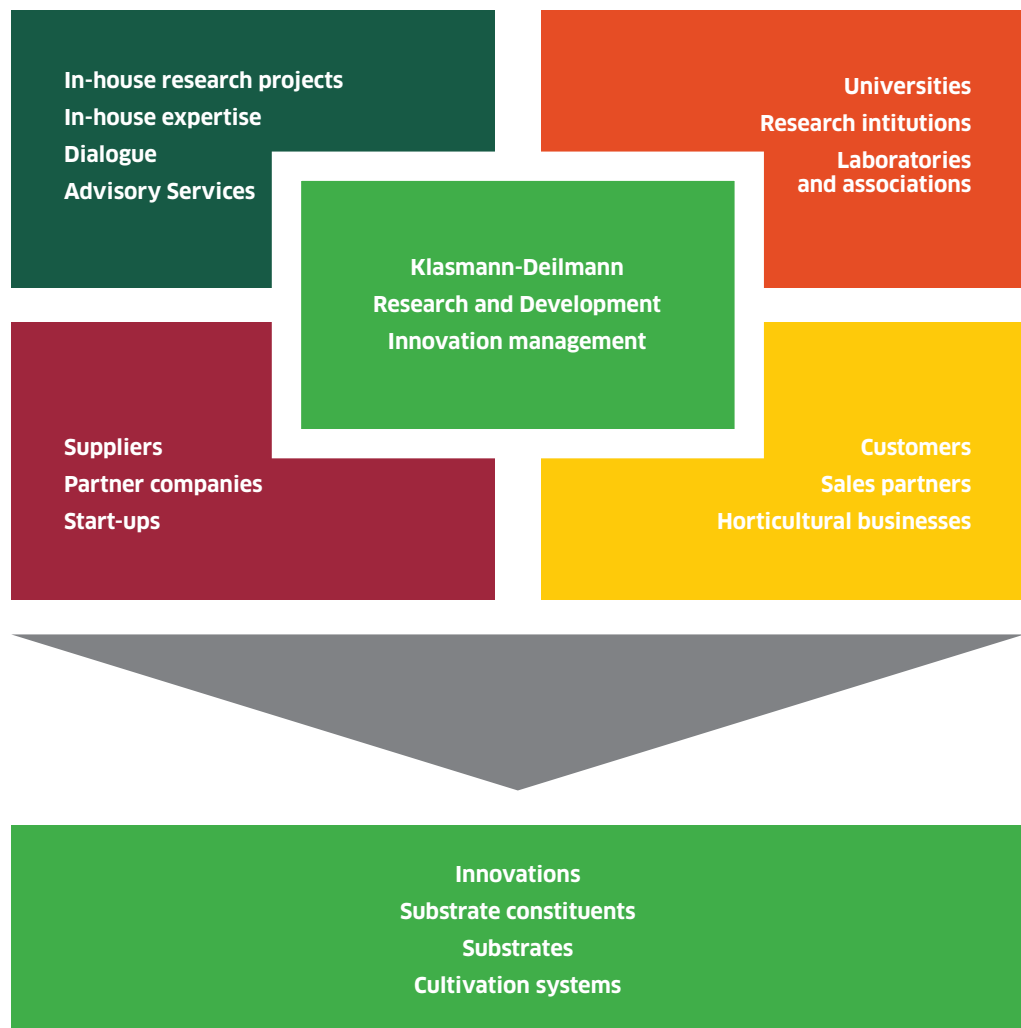 In-house research projects
In-house expertise
Dialogue
Advisory Services
Universities
Research intitutions
Laboratories
and associations
Klasmann-Deilmann
Research and Development
Innovation management
Suppliers
Partner companies
Start-ups
Customers
Sales partners
Horticultural businesses
Innovations
Substrate constituents
Substrates
Cultivation systems